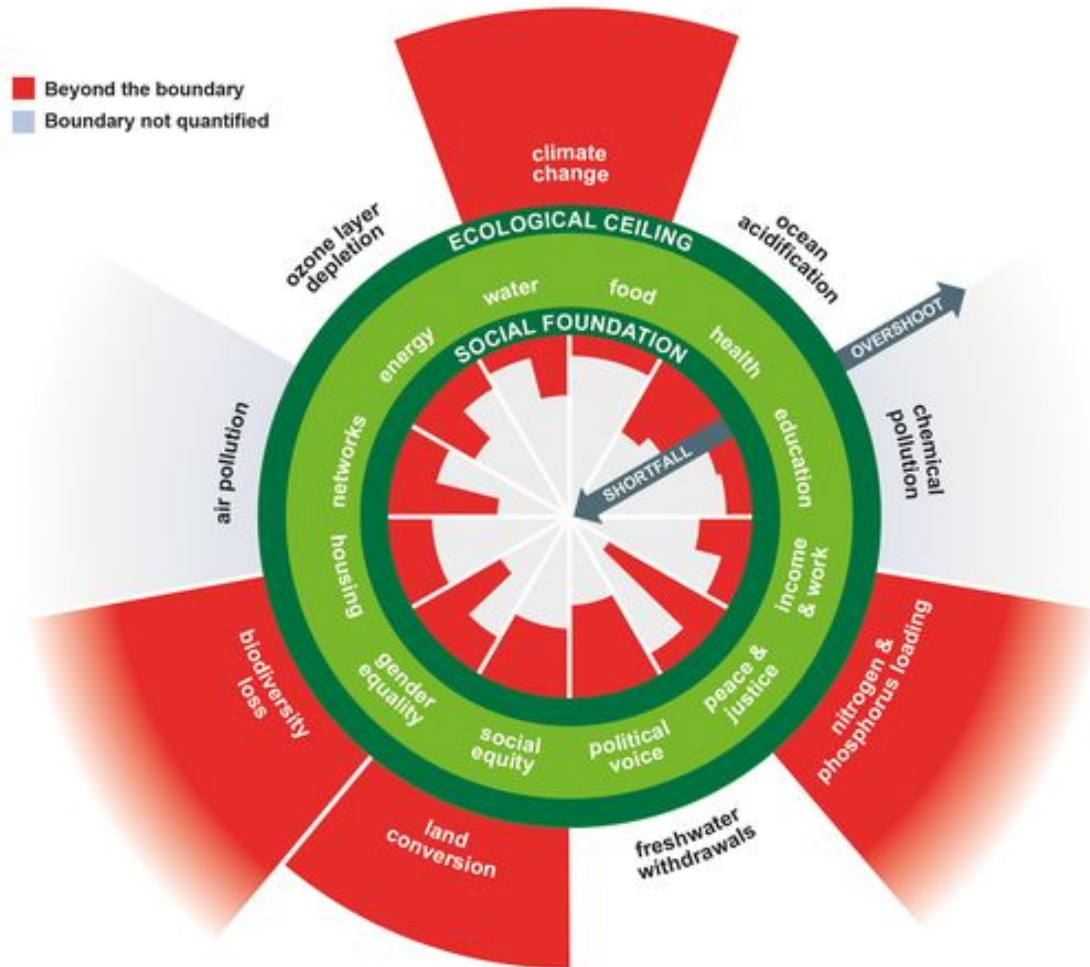 Beyond the boundary
Boundary not quantified
climate
change
ozone layer
depletion
ocean
acidification
ECOLOGICAL CEILING
OVERSHOOT
water
food
energy
health
SOCIAL FOUNDATION
SHORTFALL
networks
education
air pollution
chemical
pollution
housing
income
& work
gender
equality
peace &
justice
social
equity
political
voice
biodiversity
loss
nitrogen &
phosphorus loading
land
conversion
freshwater
withdrawals